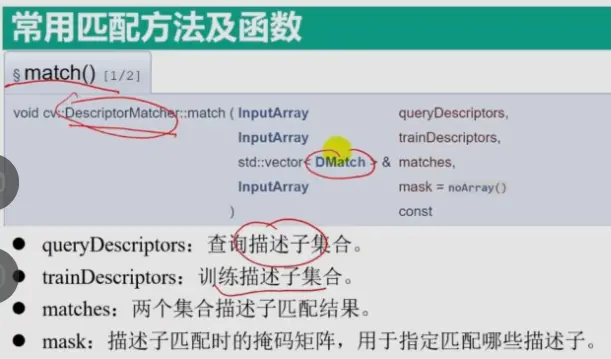 常用匹配方法及函数
§ match() [1/2]
void cv::DescriptorMatcher::match ( InputArray queryDescriptors,
InputArray trainDescriptors,
std::vector< DMatch > & matches,
InputArray mask = noArray()
) const
● queryDescriptors：查询描述子集合。
● trainDescriptors：训练描述子集合。
● matches：两个集合描述子匹配结果。
● mask：描述子匹配时的掩码矩阵，用于指定匹配哪些描述子。